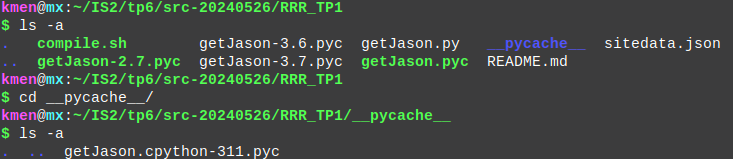 kmen@mx:~/IS2/tp6/src-20240526/RRR_TP1
$ ls -a
. compile.sh getJason-3.6.pyc getJason.py __pycache__ sitedata.json
.. getJason-2.7.pyc getJason-3.7.pyc getJason.pyc README.md
kmen@mx:~/IS2/tp6/src-20240526/RRR_TP1
$ cd __pycache__/
kmen@mx:~/IS2/tp6/src-20240526/RRR_TP1/__pycache__
$ ls -a
. .. getJason.cpython-311.pyc